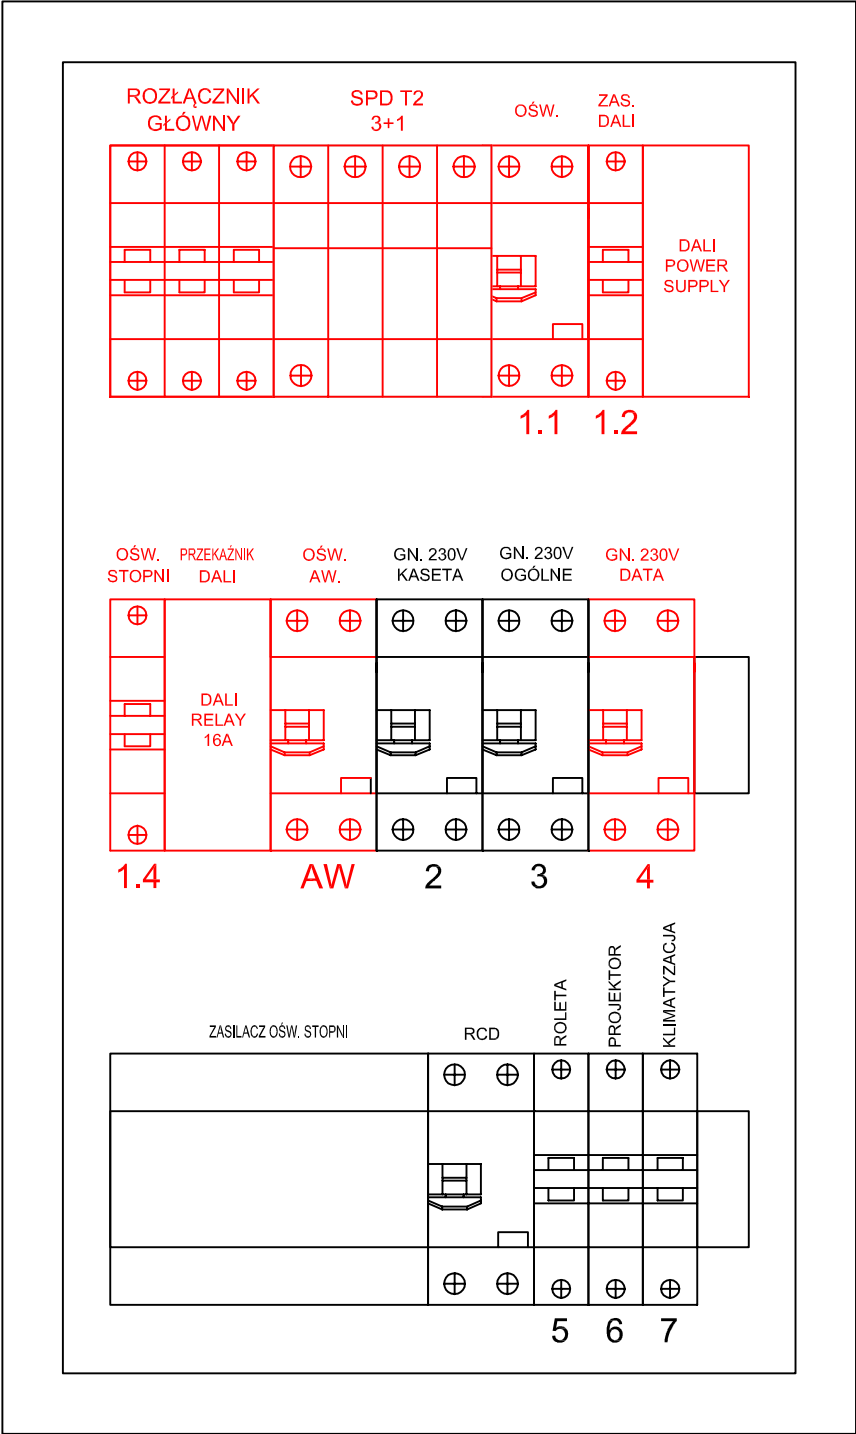 ROZŁĄCZNIK
GŁÓWNY
SPD T2
3+1
OŚW.
ZAS.
DALI
DALI
POWER
SUPPLY
1.1
1.2
OŚW.
STOPNI
PRZEKAŹNIK
DALI
OŚW.
AW.
GN. 230V
KASETA
GN. 230V
OGÓLNE
GN. 230V
DATA
DALI
RELAY
16A
1.4
AW
2
3
4
ZASILACZ OŚW. STOPNI
RCD
ROLETA
PROJEKTOR
KLIMATYZACJA
5
6
7